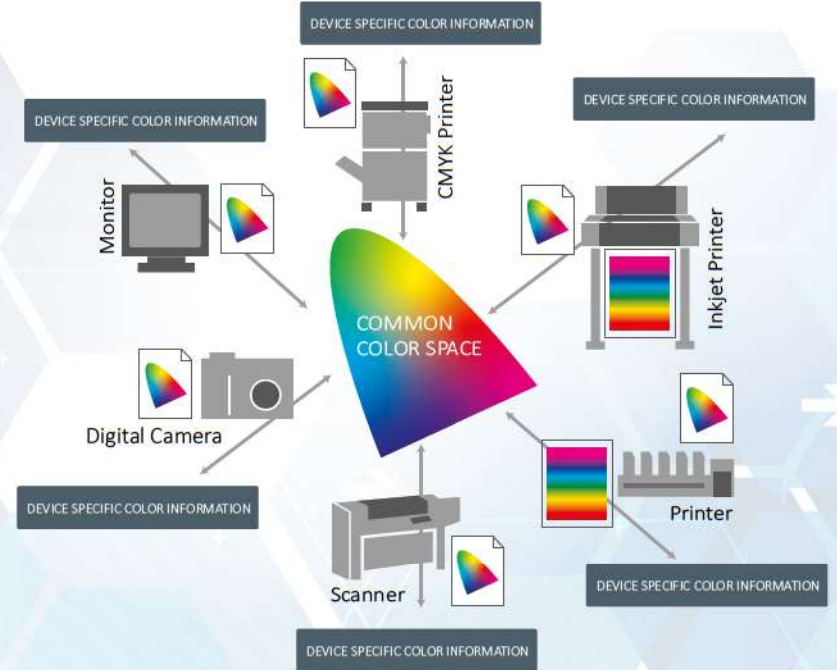 DEVICE SPECIFIC COLOR INFORMATION
DEVICE SPECIFIC COLOR INFORMATION
DEVICE SPECIFIC COLOR INFORMATION
CMYK Printer
Monitor
Inkjet Printer
COMMON
COLOR SPACE
Digital Camera
DEVICE SPECIFIC COLOR INFORMATION
Printer
Scanner
DEVICE SPECIFIC COLOR INFORMATION
DEVICE SPECIFIC COLOR INFORMATION